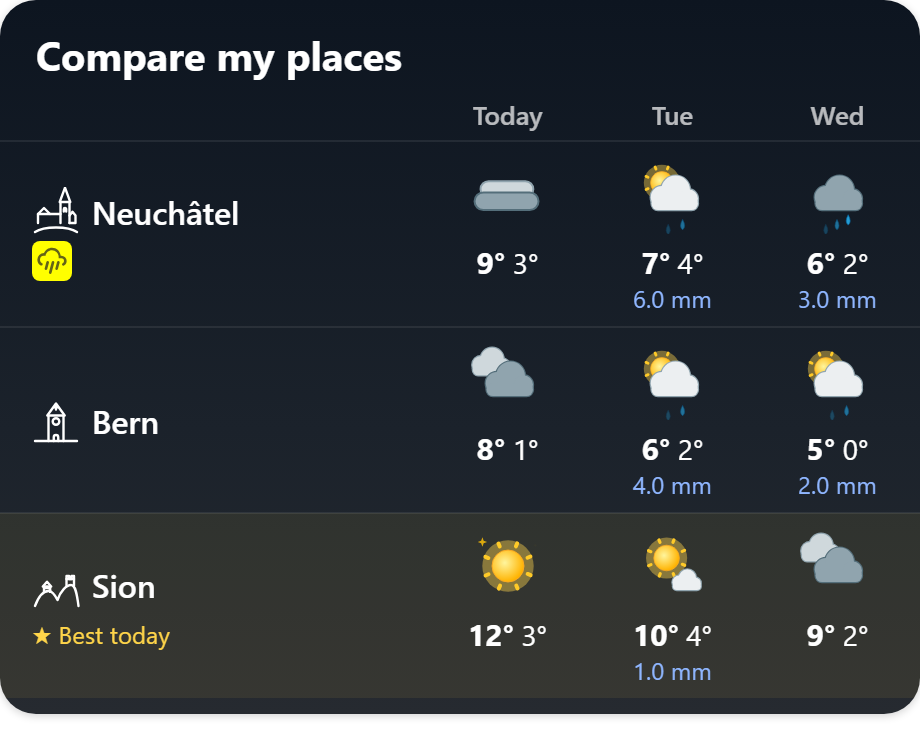 Compare my places
Today Tue Wed
Neuchâtel
9° 3° 7° 4° 6° 2°
6.0 mm 3.0 mm
Bern
8° 1° 6° 2° 5° 0°
4.0 mm 2.0 mm
Sion
★ Best today
12° 3° 10° 4° 9° 2°
1.0 mm